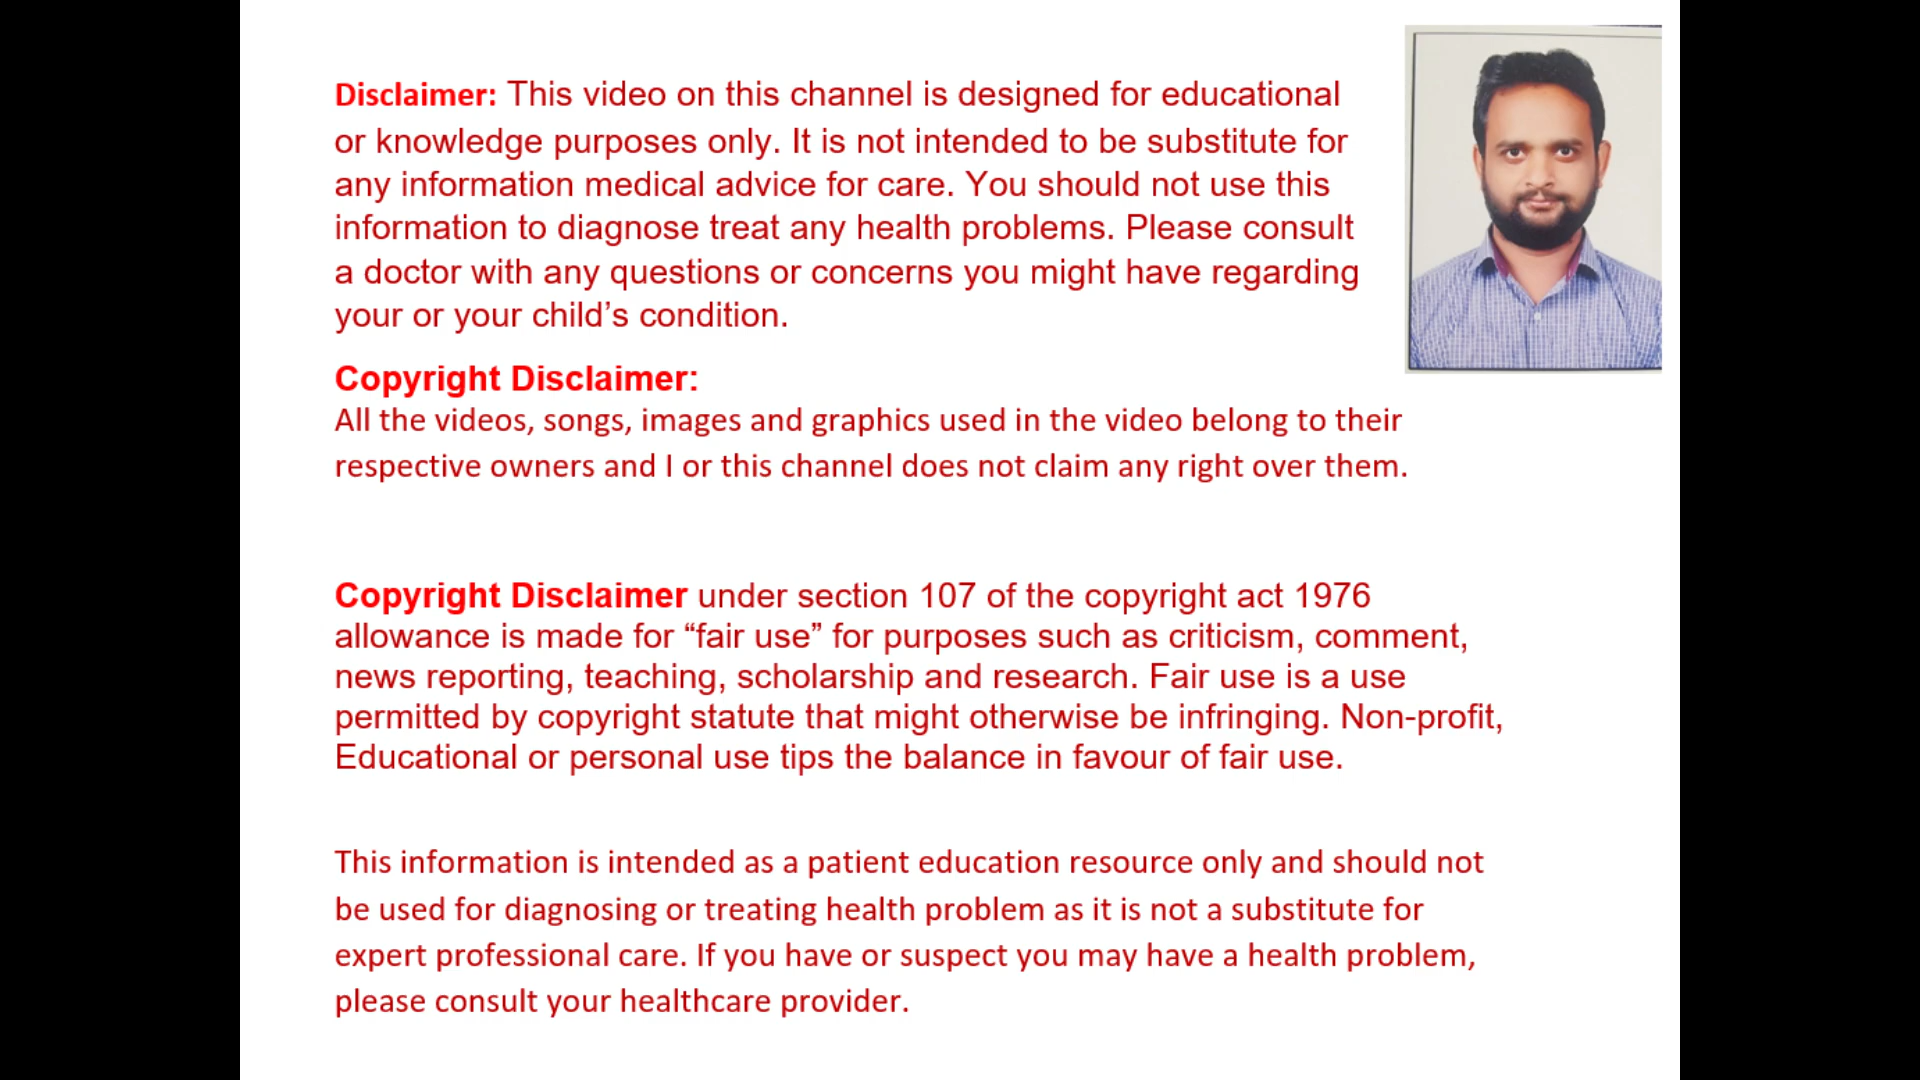 Disclaimer: This video on this channel is designed for educational
or knowledge purposes only. It is not intended to be substitute for
any information medical advice for care. You should not use this
information to diagnose treat any health problems. Please consult
a doctor with any questions or concerns you might have regarding
your or your child’s condition.
Copyright Disclaimer:
All the videos, songs, images and graphics used in the video belong to their
respective owners and I or this channel does not claim any right over them.
Copyright Disclaimer under section 107 of the copyright act 1976
allowance is made for “fair use” for purposes such as criticism, comment,
news reporting, teaching, scholarship and research. Fair use is a use
permitted by copyright statute that might otherwise be infringing. Non-profit,
Educational or personal use tips the balance in favour of fair use.
This information is intended as a patient education resource only and should not
be used for diagnosing or treating health problem as it is not a substitute for
expert professional care. If you have or suspect you may have a health problem,
please consult your healthcare provider.